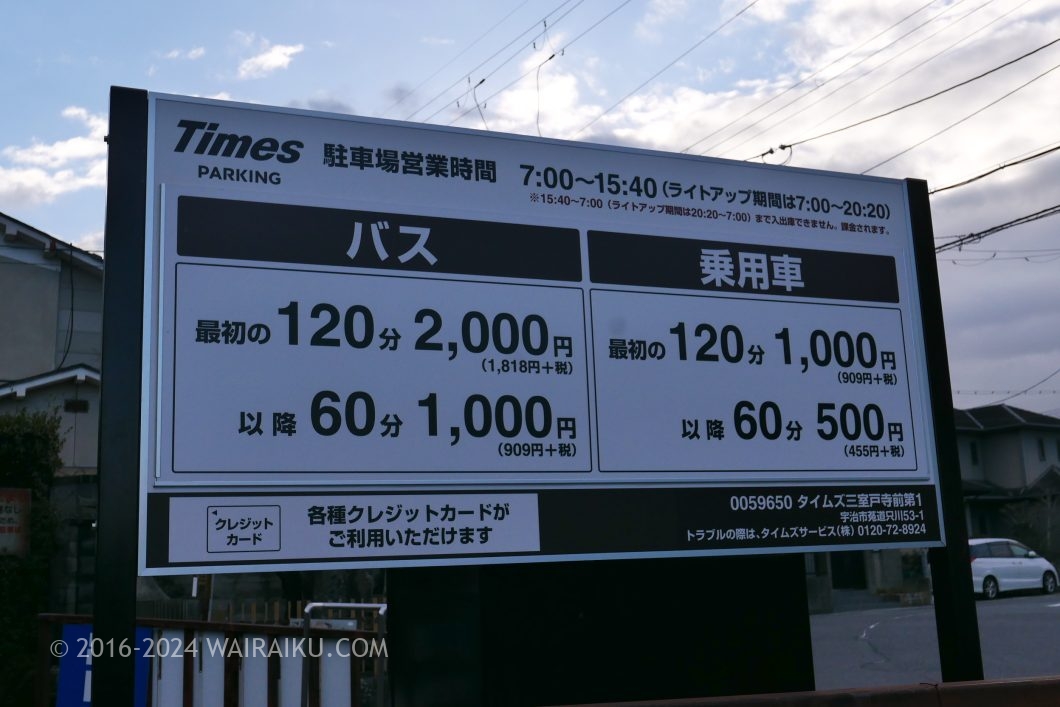 Times
PARKING
駐車場営業時間 7:00～15:40(ライトアップ期間は7:00～20:20)
※15:40～7:00 (ライトアップ期間は20:20～7:00) まで入出庫できません。課金されます。
バス
最初の 120分 2,000円
(1,818円+税)
以降 60分 1,000円
(909円+税)
乗用車
最初の 120分 1,000円
(909円+税)
以降 60分 500円
(455円+税)
クレジット
カード
各種クレジットカードが
ご利用いただけます
0059650 タイムズ三室戸寺前第1
宇治市菟道只川53-1
トラブルの際は、タイムズサービス(株) 0120-72-8924
© 2016-2024 WAIRAIKU.COM